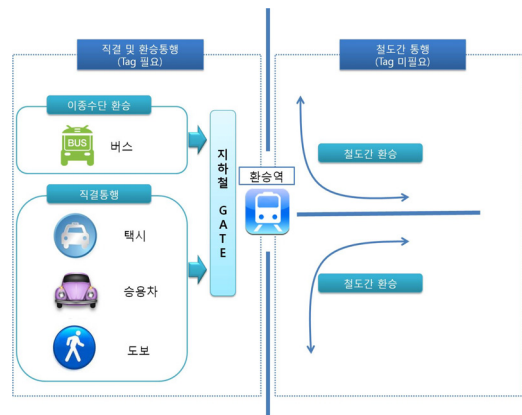 직결 및 환승통행
(Tag 필요)
철도간 통행
(Tag 미필요)
이종수단 환승
BUS
버스
직결통행
택시
승용차
도보
지하철 GATE
환승역
철도간 환승
철도간 환승